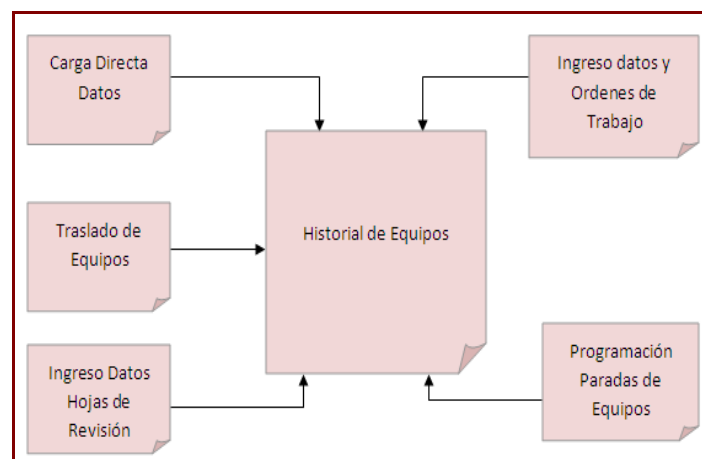 Carga Directa
Datos
Ingreso datos y
Ordenes de
Trabajo
Traslado de
Equipos
Historial de Equipos
Ingreso Datos
Hojas de
Revisión
Programación
Paradas de
Equipos